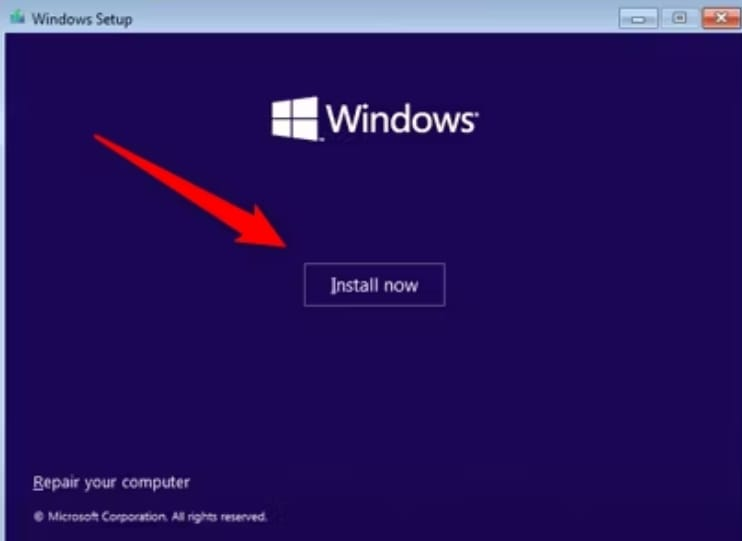 Windows Setup
Windows
Install now
Repair your computer
© Microsoft Corporation. All rights reserved.